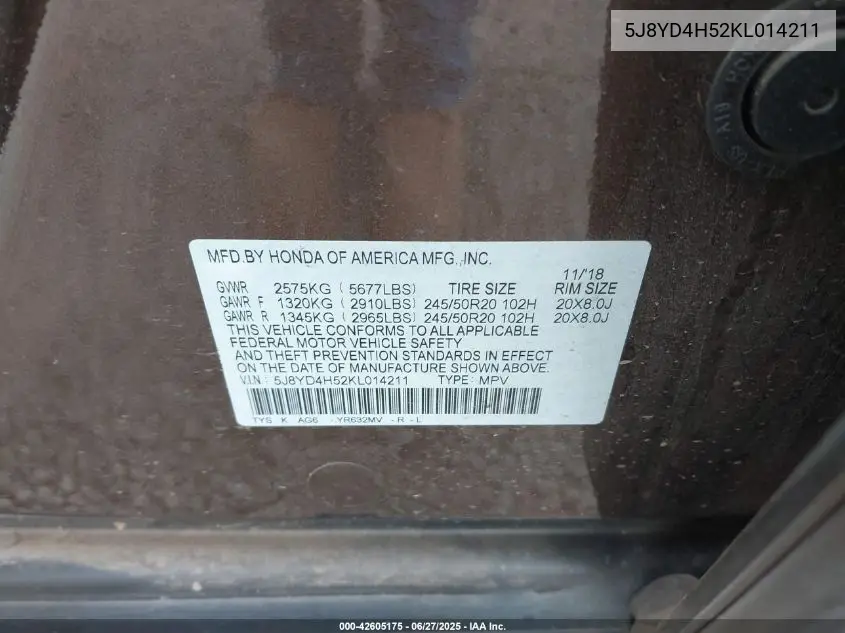 5J8YD4H52KL014211
MFD.BY HONDA OF AMERICA MFG.,INC.
11/'18
GVWR 2575KG ( 5677LBS) TIRE SIZE RIM SIZE
GAWR F 1320KG ( 2910LBS) 245/50R20 102H 20X8.0J
GAWR R 1345KG ( 2965LBS) 245/50R20 102H 20X8.0J
THIS VEHICLE CONFORMS TO ALL APPLICABLE
FEDERAL MOTOR VEHICLE SAFETY
AND THEFT PREVENTION STANDARDS IN EFFECT
ON THE DATE OF MANUFACTURE SHOWN ABOVE.
V.I.N.: 5J8YD4H52KL014211 TYPE: MPV
TYS K AG6 -YR632MV -R -L
000-42605175 - 06/27/2025 - IAA Inc.